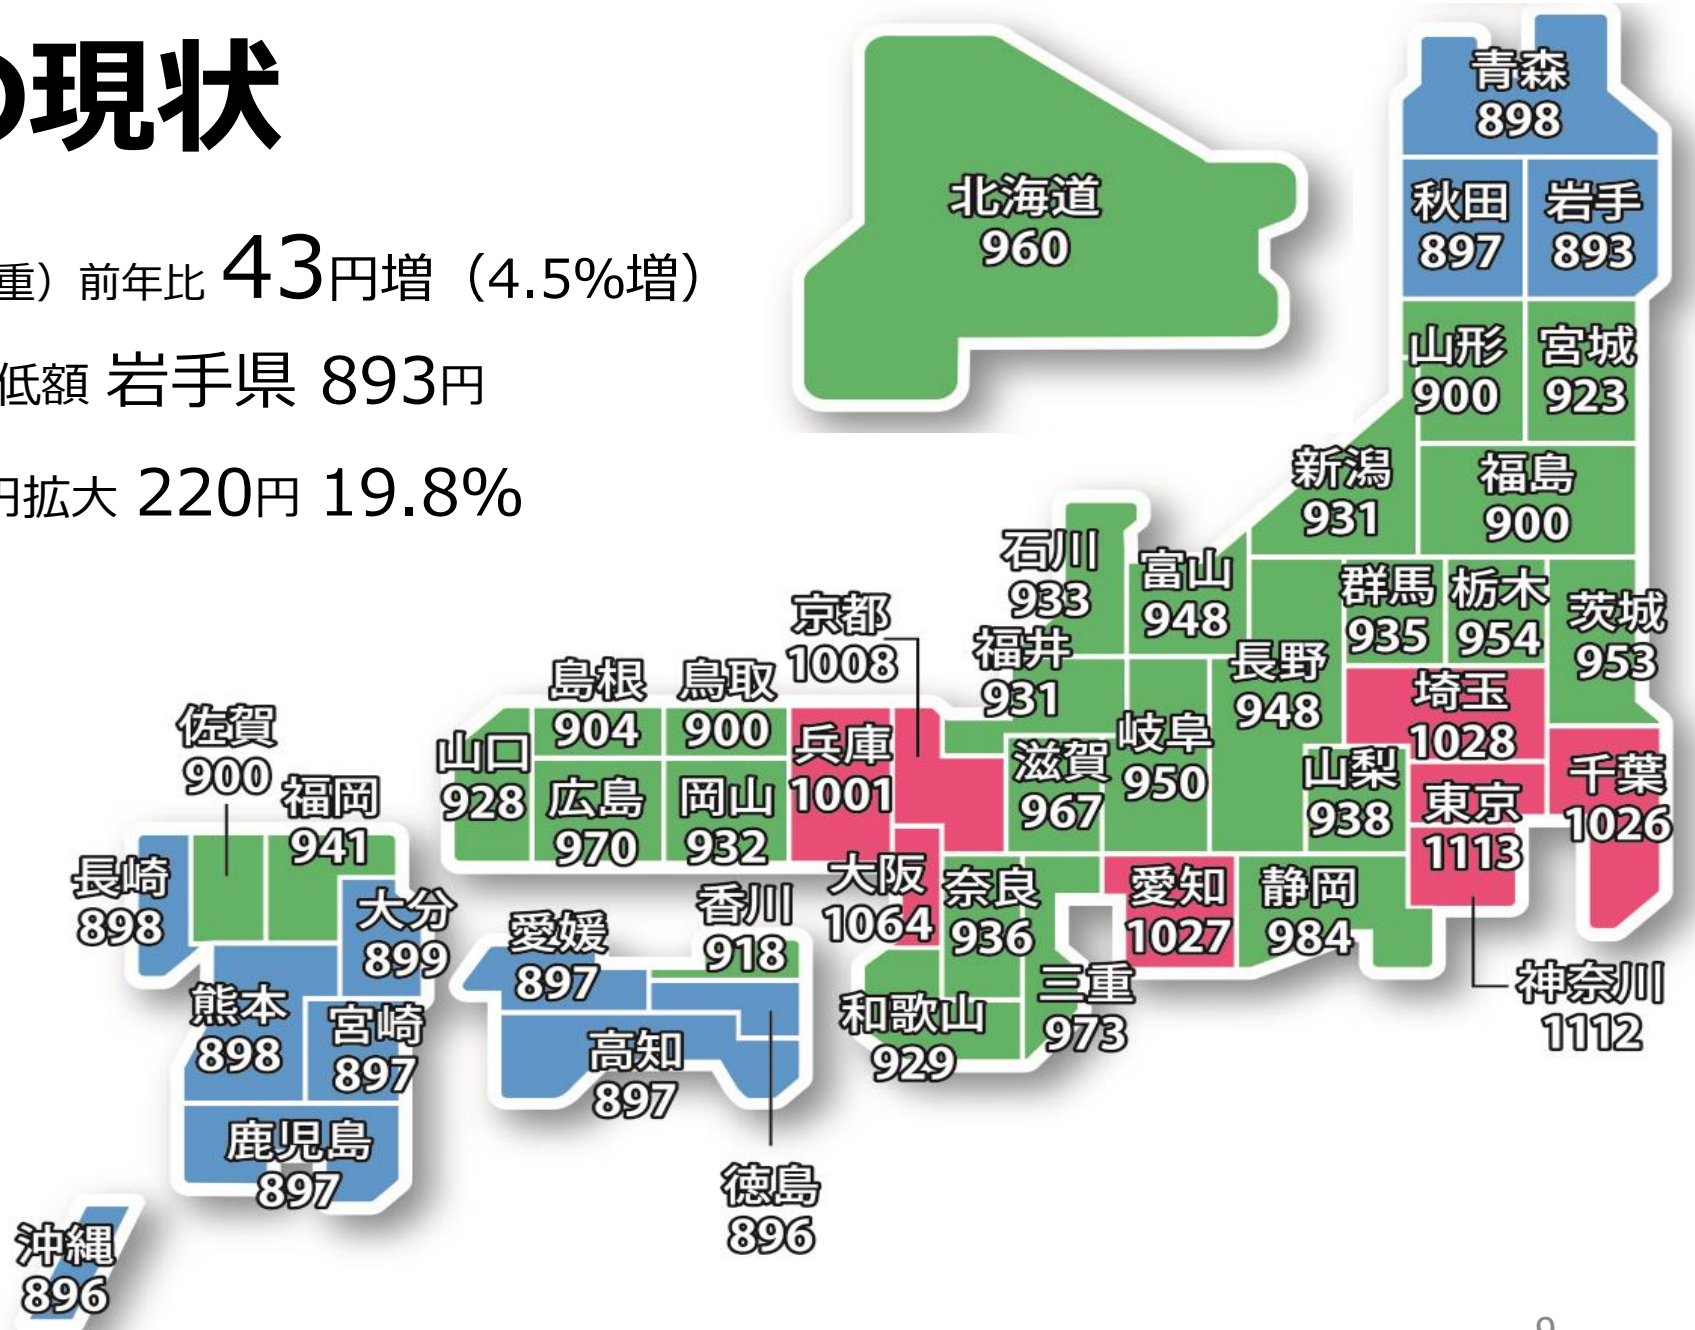 の現状
重）前年比 43円増（4.5%増）
低額 岩手県 893円
円拡大 220円 19.8%
北海道
960
青森
898
秋田
897
岩手
893
山形
900
宮城
923
新潟
931
福島
900
石川
933
富山
948
群馬
935
栃木
954
茨城
953
京都
1008
福井
931
長野
948
埼玉
1028
島根
904
鳥取
900
兵庫
1001
滋賀
967
岐阜
950
山梨
938
東京
1113
千葉
1026
佐賀
900
福岡
941
山口
928
広島
970
岡山
932
長崎
898
大分
899
愛媛
897
香川
918
大阪
1064
奈良
936
愛知
1027
静岡
984
熊本
898
宮崎
897
高知
897
和歌山
929
三重
973
神奈川
1112
鹿児島
897
徳島
896
沖縄
896